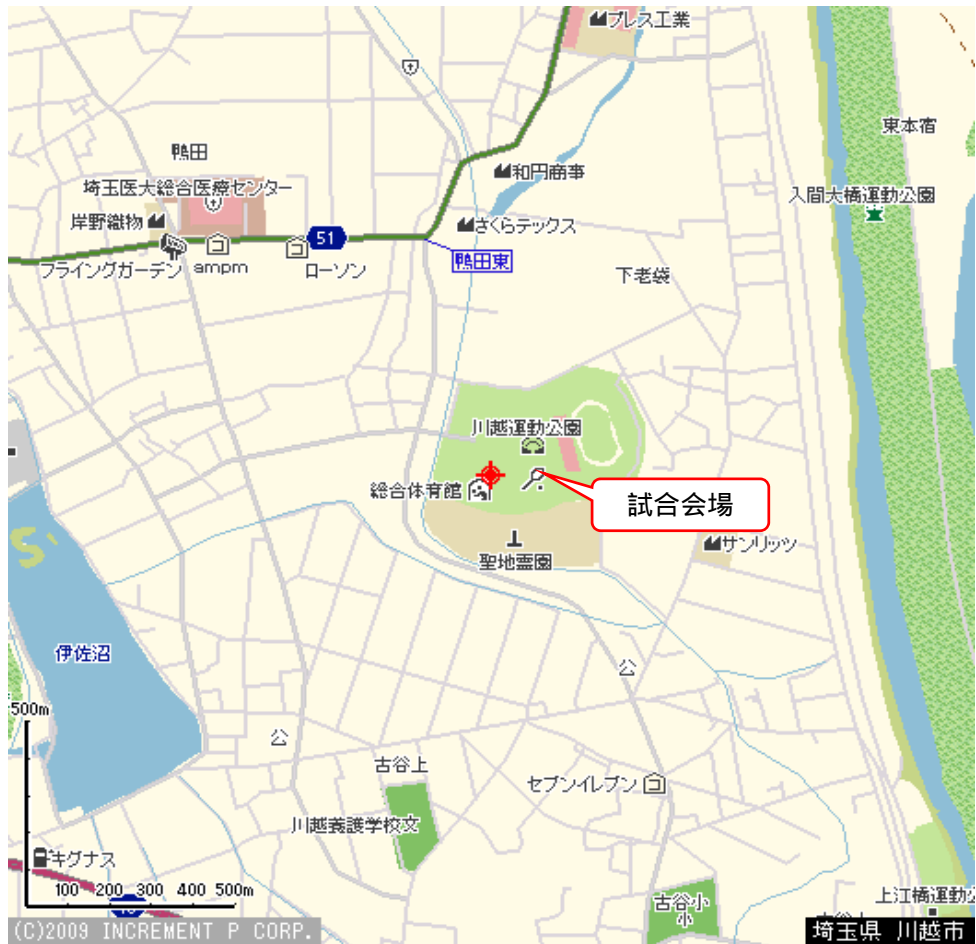 プレス工業
東本宿
鴨田
和円商事
埼玉医大総合医療センター
入間大橋運動公園
岸野織物
さくらテックス
51
フライングガーデン
ampm
ローソン
鴨田東
下老袋
川越運動公園
総合体育館
試合会場
サンリッツ
聖地霊園
伊佐沼
公
500m
公
古谷上
セブンイレブン
川越養護学校文
キグナス
100 200 300 400 500m
古谷小
小
上江橋運動公
(C)2009 INCREMENT P CORP.
埼玉県 川越市